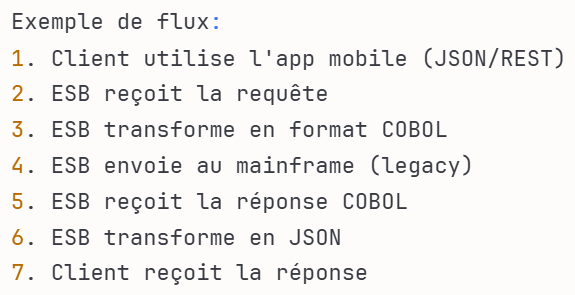 Exemple de flux:
1. Client utilise l'app mobile (JSON/REST)
2. ESB reçoit la requête
3. ESB transforme en format COBOL
4. ESB envoie au mainframe (legacy)
5. ESB reçoit la réponse COBOL
6. ESB transforme en JSON
7. Client reçoit la réponse